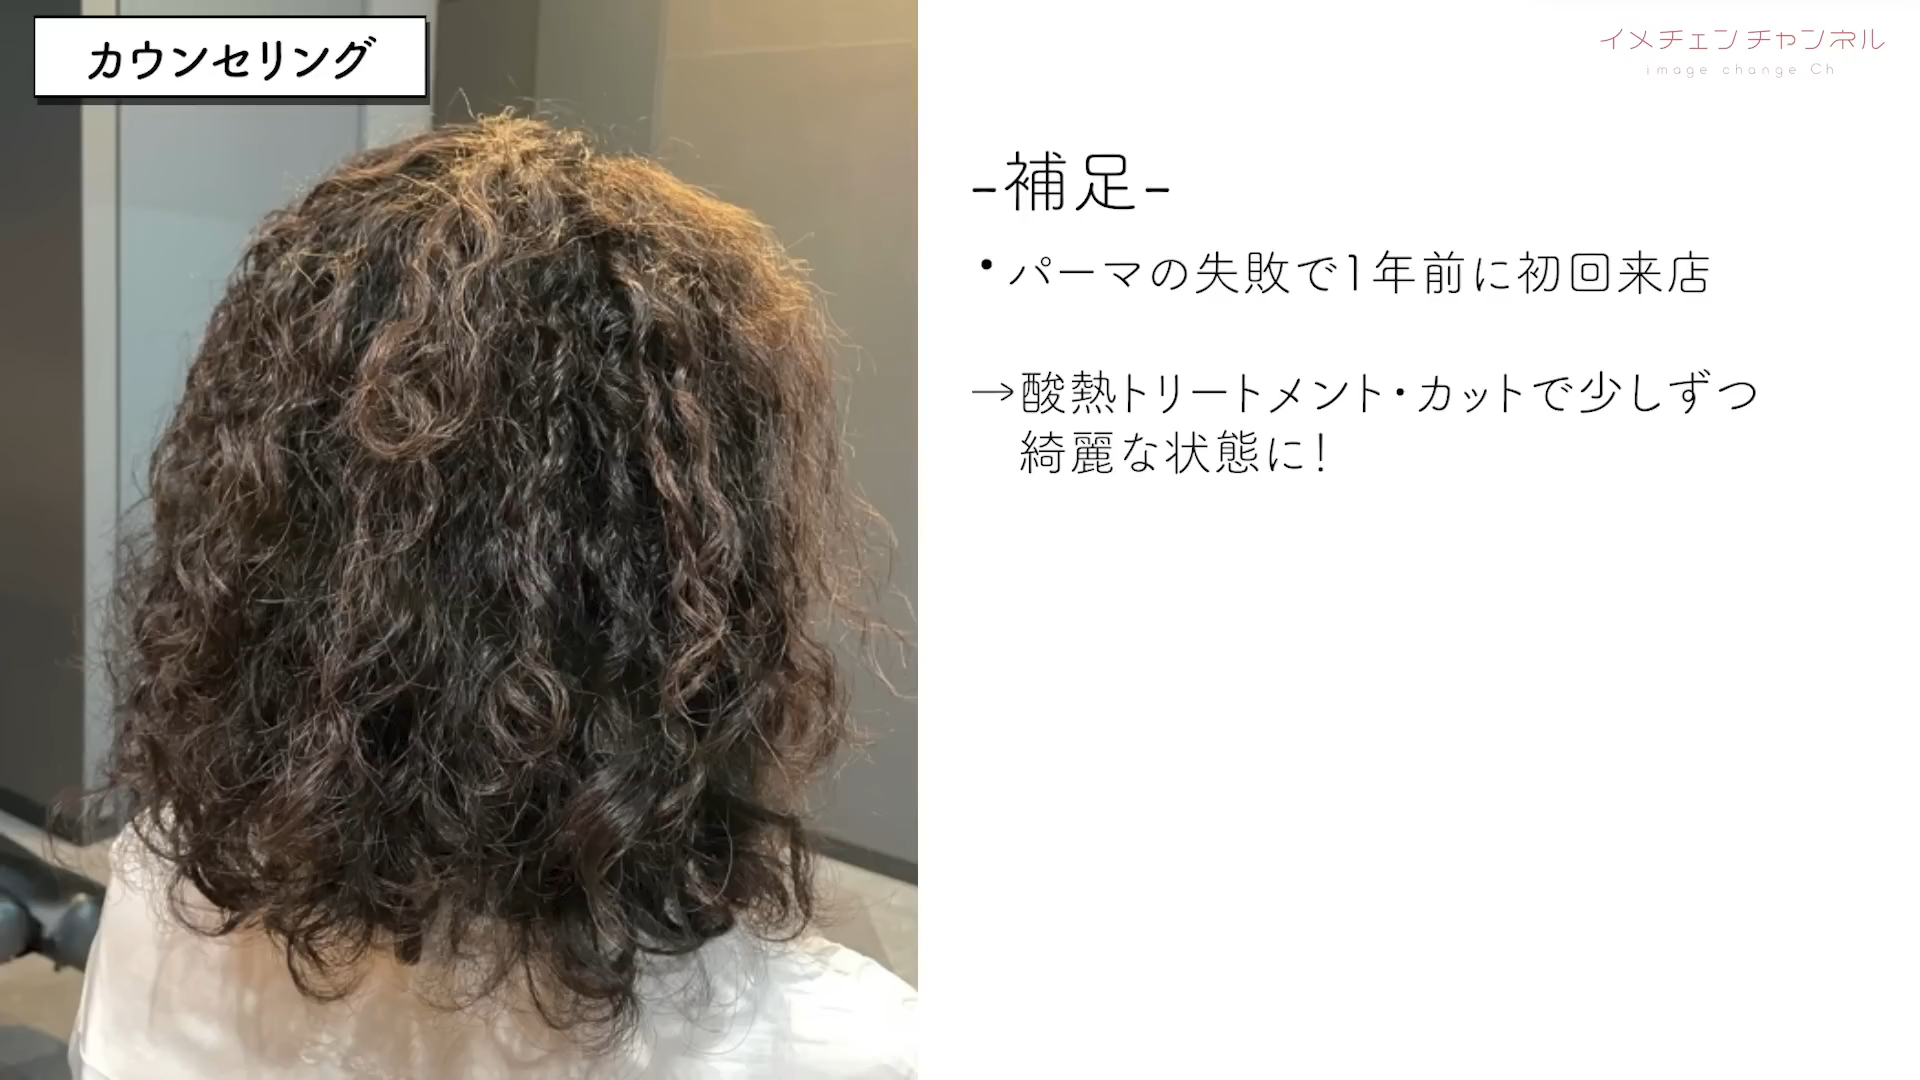 カウンセリング
イメチェンチャンネル
image change Ch
-補足-
・パーマの失敗で1年前に初回来店
→酸熱トリートメント・カットで少しずつ
綺麗な状態に!